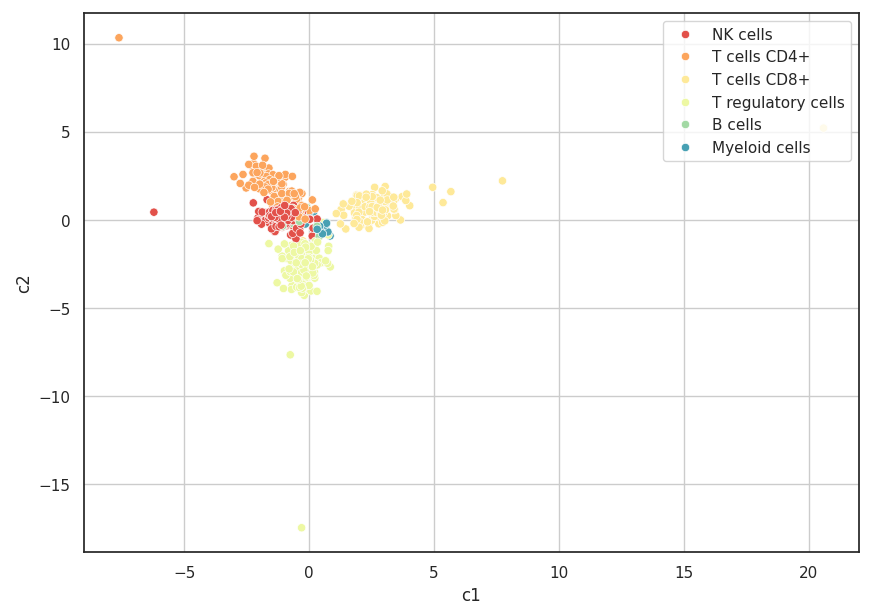 NK cells
T cells CD4+
T cells CD8+
T regulatory cells
B cells
Myeloid cells
10
5
0
−5
−10
−15
c2
−5 0 5 10 15 20
c1